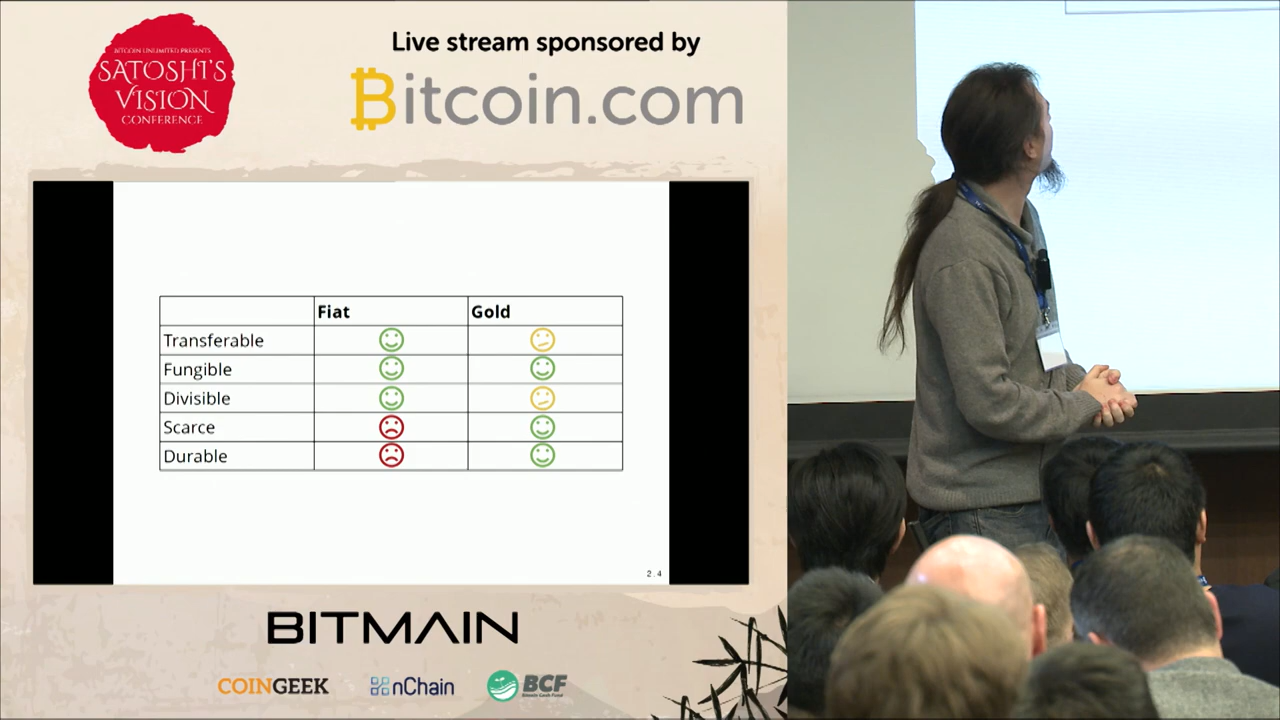 BITCOIN UNLIMITED PRESENTS
SATOSHI'S
VISION
CONFERENCE
Live stream sponsored by
Bitcoin.com
Fiat Gold
Transferable
Fungible
Divisible
Scarce
Durable
2.4
BITMAIN
COINGEEK nChain BCF